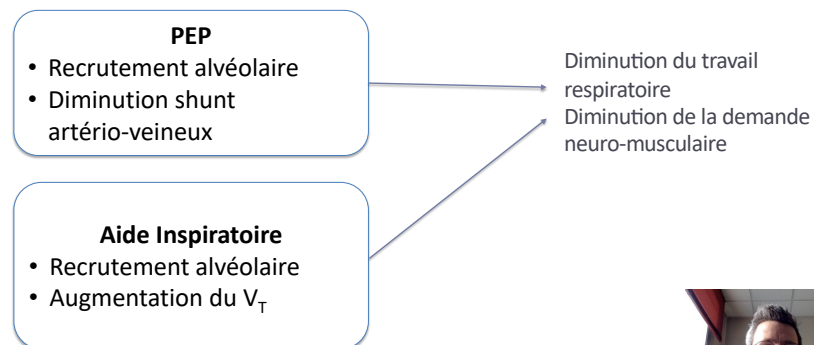 PEP
• Recrutement alvéolaire
• Diminution shunt
artério-veineux
Diminution du travail
respiratoire
Diminution de la demande
neuro-musculaire
Aide Inspiratoire
• Recrutement alvéolaire
• Augmentation du V_T